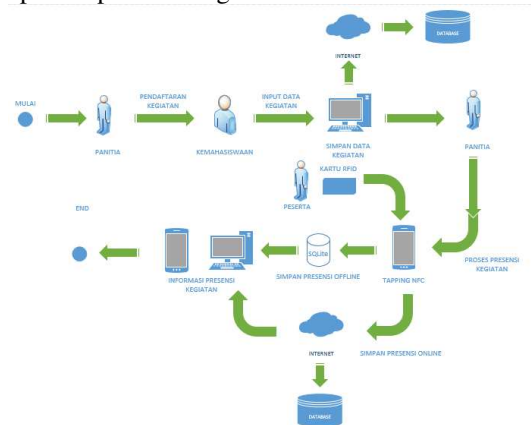 DATABASE
INTERNET
MULAI
PENDAFTARAN
KEGIATAN
INPUT DATA
KEGIATAN
PANITIA
KEMAHASISWAAN
SIMPAN DATA
KEGIATAN
PANITIA
KARTU RFID
PESERTA
END
SQLite
PROSES PRESENSI
KEGIATAN
INFORMASI PRESENSI
KEGIATAN
SIMPAN PRESENSI OFFLINE
TAPPING NFC
INTERNET
SIMPAN PRESENSI ONLINE
DATABASE